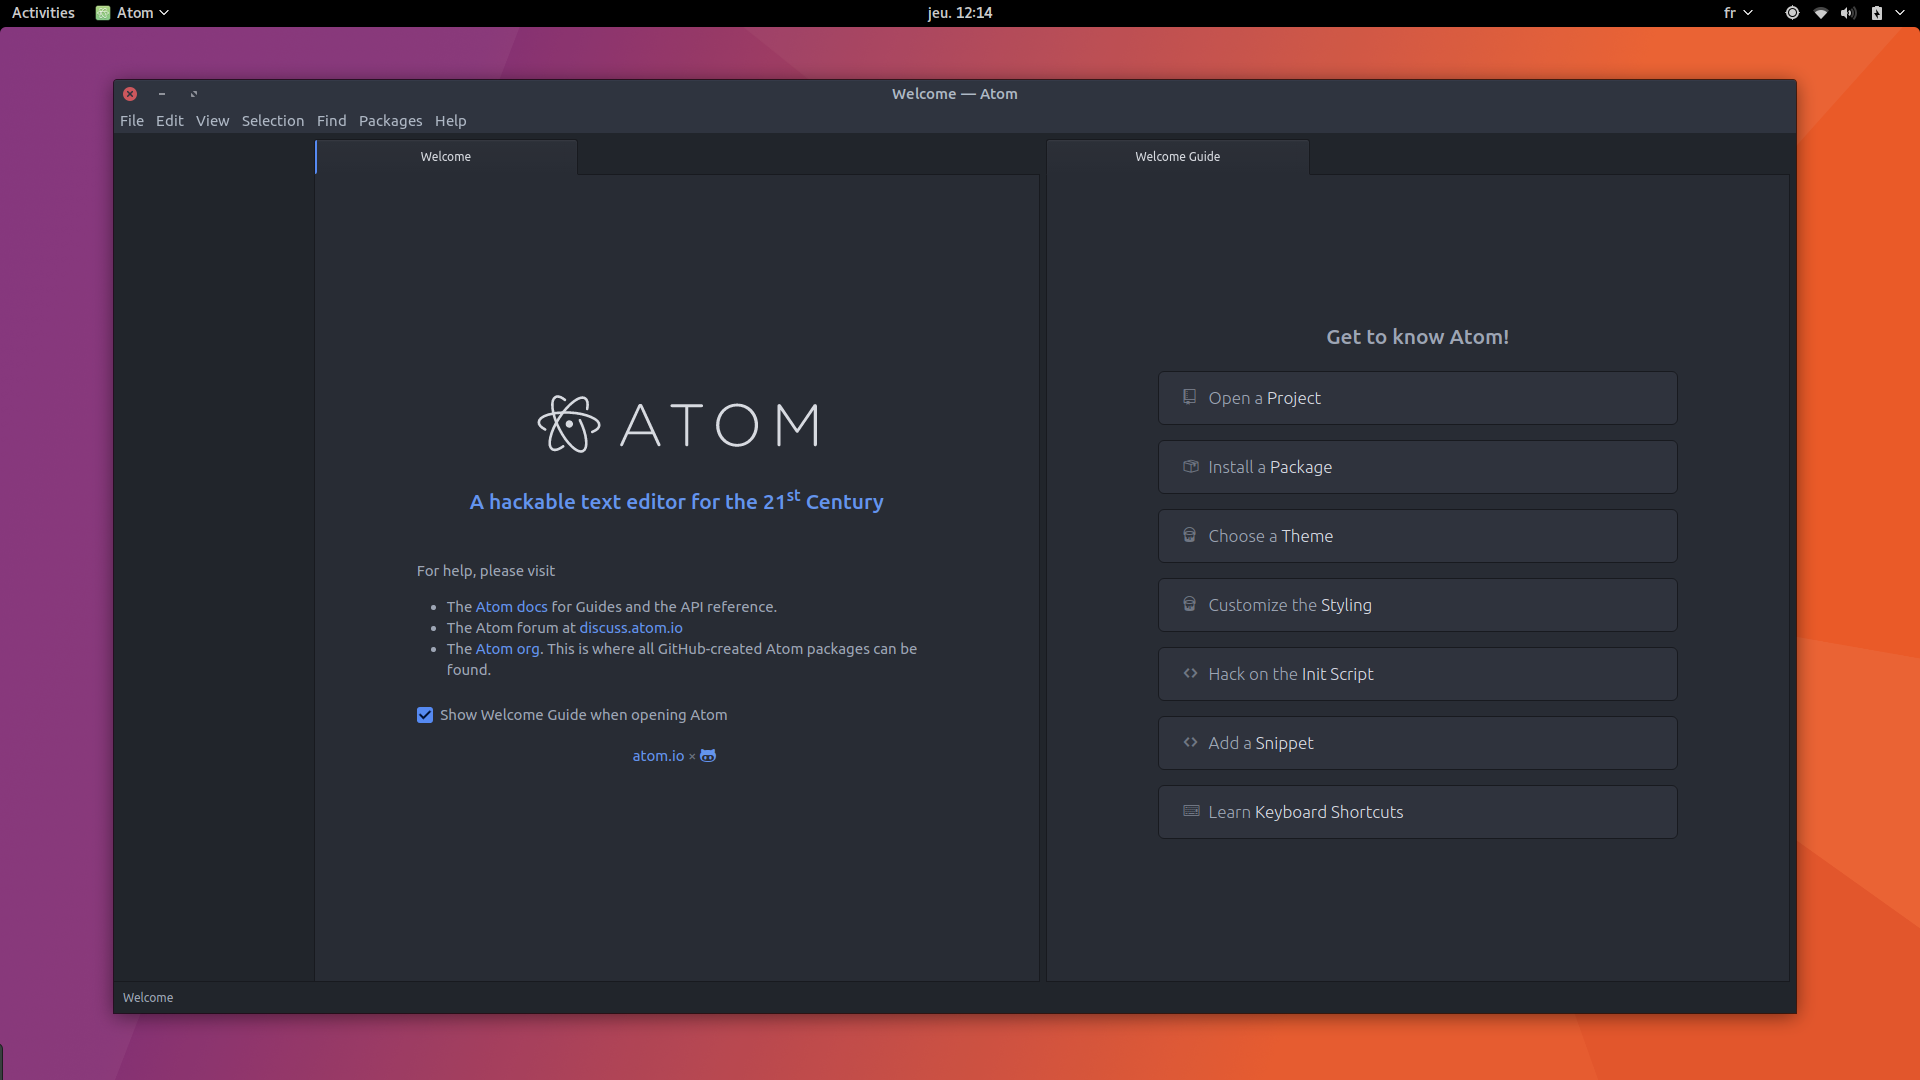 Activities Atom jeu. 12:14 fr
Welcome — Atom
File Edit View Selection Find Packages Help
Welcome
ATOM
A hackable text editor for the 21st Century
For help, please visit
• The Atom docs for Guides and the API reference.
• The Atom forum at discuss.atom.io
• The Atom org. This is where all GitHub-created Atom packages can be
found.
Show Welcome Guide when opening Atom
atom.io ×
Welcome Guide
Get to know Atom!
Open a Project
Install a Package
Choose a Theme
Customize the Styling
Hack on the Init Script
Add a Snippet
Learn Keyboard Shortcuts
Welcome